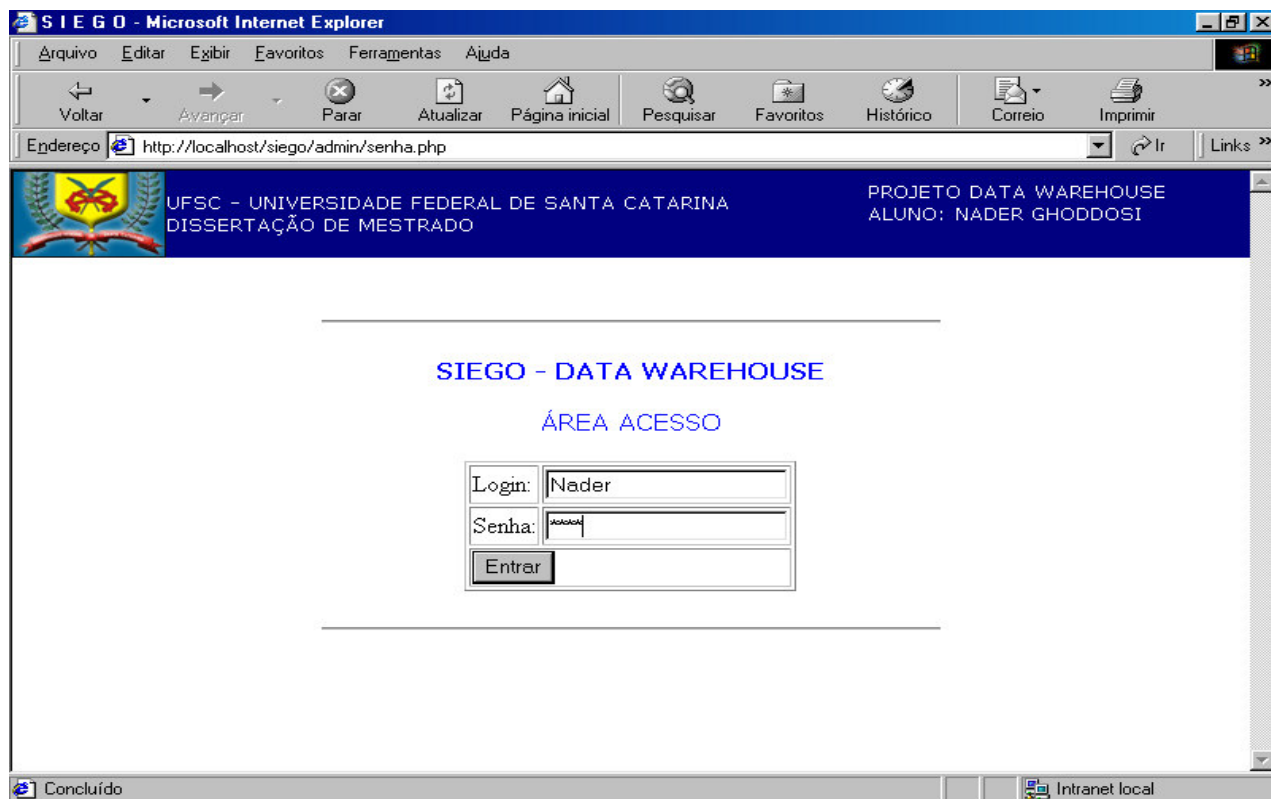 S I E G O - Microsoft Internet Explorer
Arquivo Editar Exibir Favoritos Ferramentas Ajuda
Voltar Avançar Parar Atualizar Página inicial Pesquisar Favoritos Histórico Correio Imprimir »
Endereço http://localhost/siego/admin/senha.php Ir Links »
UFSC - UNIVERSIDADE FEDERAL DE SANTA CATARINA
DISSERTAÇÃO DE MESTRADO
PROJETO DATA WAREHOUSE
ALUNO: NADER GHODDOSI
SIEGO - DATA WAREHOUSE
ÁREA ACESSO
Login: Nader
Senha: *****
Entrar
Concluído Intranet local